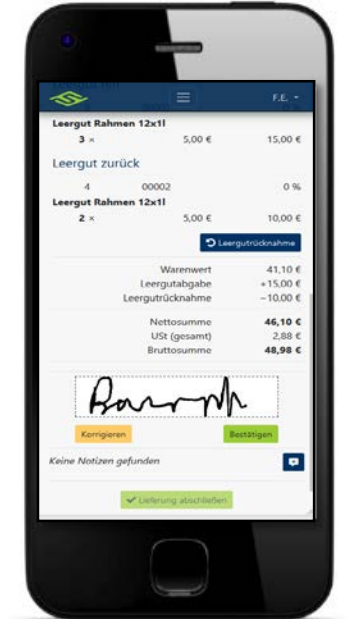 F.E.
00002
0 %
Leergut Rahmen 12x1l
3 × 5,00 € 15,00 €
Leergut zurück
4 00002 0 %
Leergut Rahmen 12x1l
2 × 5,00 € 10,00 €
Leergutrücknahme
Warenwert 41,10 €
Leergutabgabe +15,00 €
Leergutrücknahme −10,00 €
Nettosumme 46,10 €
USt (gesamt) 2,88 €
Bruttosumme 48,98 €
Korrigieren Bestätigen
Keine Notizen gefunden
Lieferung abschließen